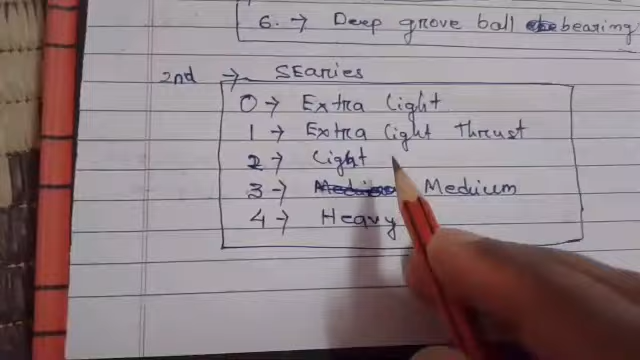 6. → Deep grove ball bearing
2nd → SEaries
0 → Extra Light
1 → Extra Light Thrust
2 → Light
3 → Medium
4 → Heavy